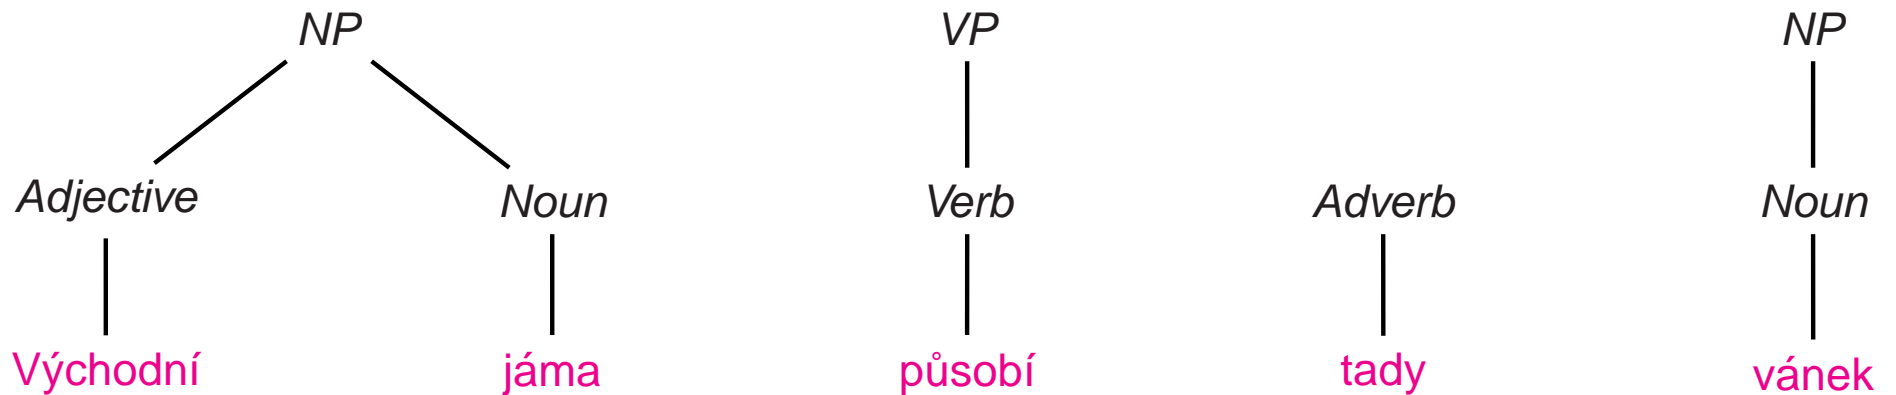 NP VP NP
Adjective Noun Verb Adverb Noun
Východní jáma působí tady vánek